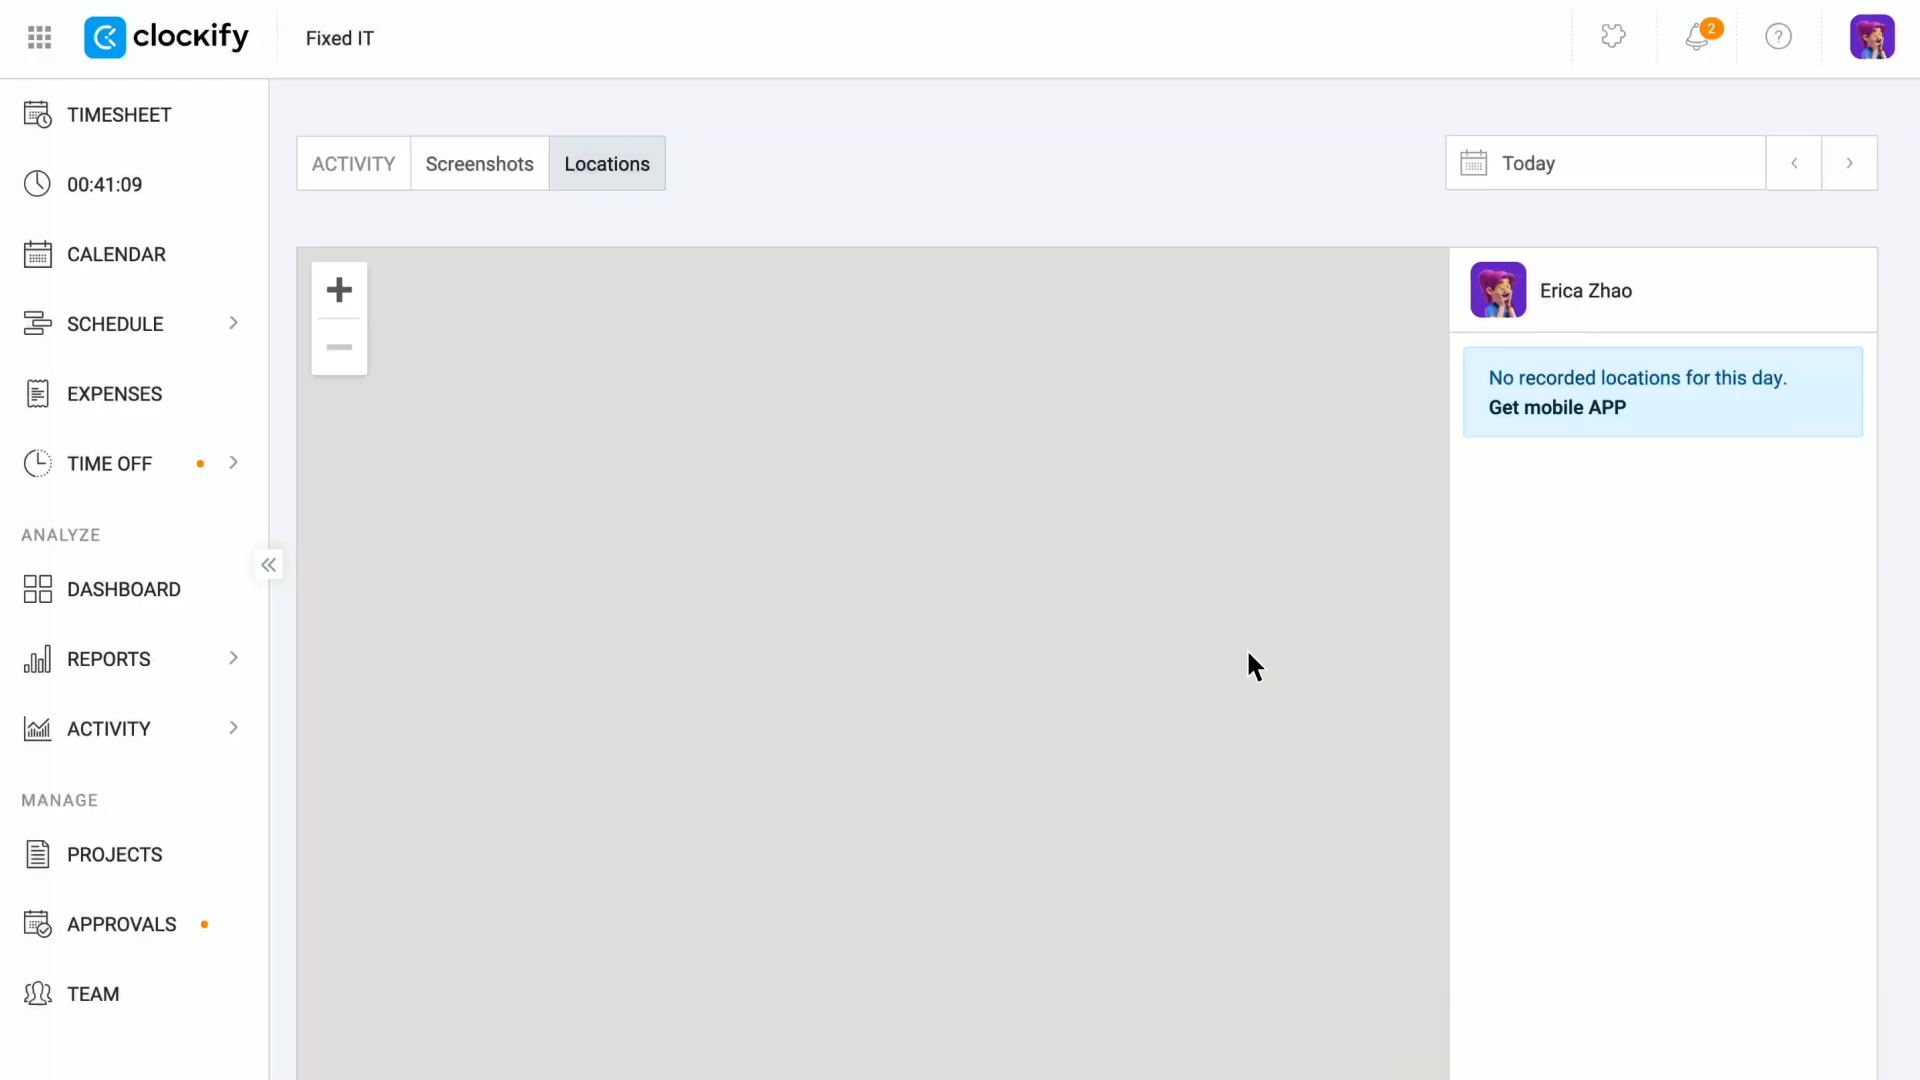 clockify
Fixed IT
2
?
TIMESHEET
00:41:09
CALENDAR
SCHEDULE
EXPENSES
TIME OFF
ANALYZE
DASHBOARD
REPORTS
ACTIVITY
MANAGE
PROJECTS
APPROVALS
TEAM
ACTIVITY
Screenshots
Locations
Today
Erica Zhao
No recorded locations for this day.
Get mobile APP